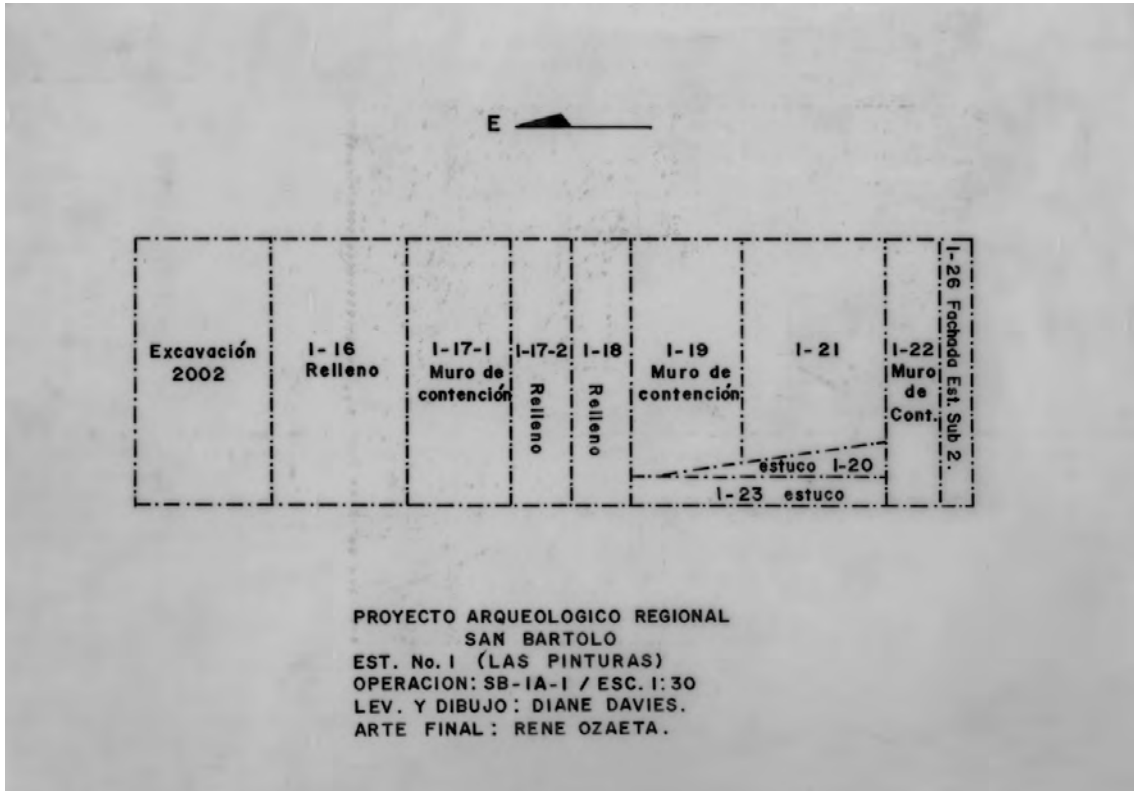 E
Excavación
2002
I-16
Relleno
I-17-1
Muro de
contención
I-17-2
Relleno
I-18
Relleno
I-19
Muro de
contención
I-21
estuco I-20
I-23 estuco
I-22
Muro
de
Cont.
I-26 Fachada Est. Sub 2.
PROYECTO ARQUEOLOGICO REGIONAL
SAN BARTOLO
EST. No. I (LAS PINTURAS)
OPERACION: SB-IA-I / ESC. I:30
LEV. Y DIBUJO: DIANE DAVIES.
ARTE FINAL: RENE OZAETA.